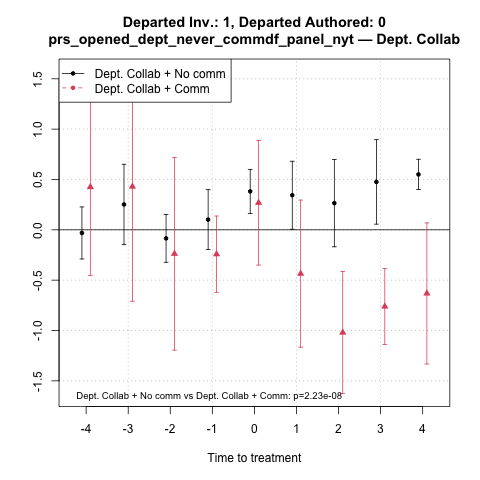 Departed Inv.: 1, Departed Authored: 0
prs_opened_dept_never_commdf_panel_nyt — Dept. Collab
Dept. Collab + No comm
Dept. Collab + Comm
1.5
1.0
0.5
0.0
-0.5
-1.0
-1.5
Dept. Collab + No comm vs Dept. Collab + Comm: p=2.23e-08
-4 -3 -2 -1 0 1 2 3 4
Time to treatment